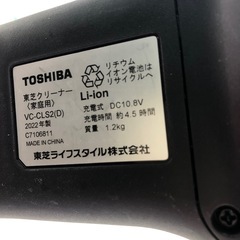 TOSHIBA
東芝クリーナー
(家庭用)
VC-CLS2(D)
2022年製
C7106811
MADE IN CHINA
リチウム
イオン電池は
リサイクルへ
Li-ion
充電式 DC10.8V
充電時間 約4.5時間
質量 1.2kg
東芝ライフスタイル株式会社